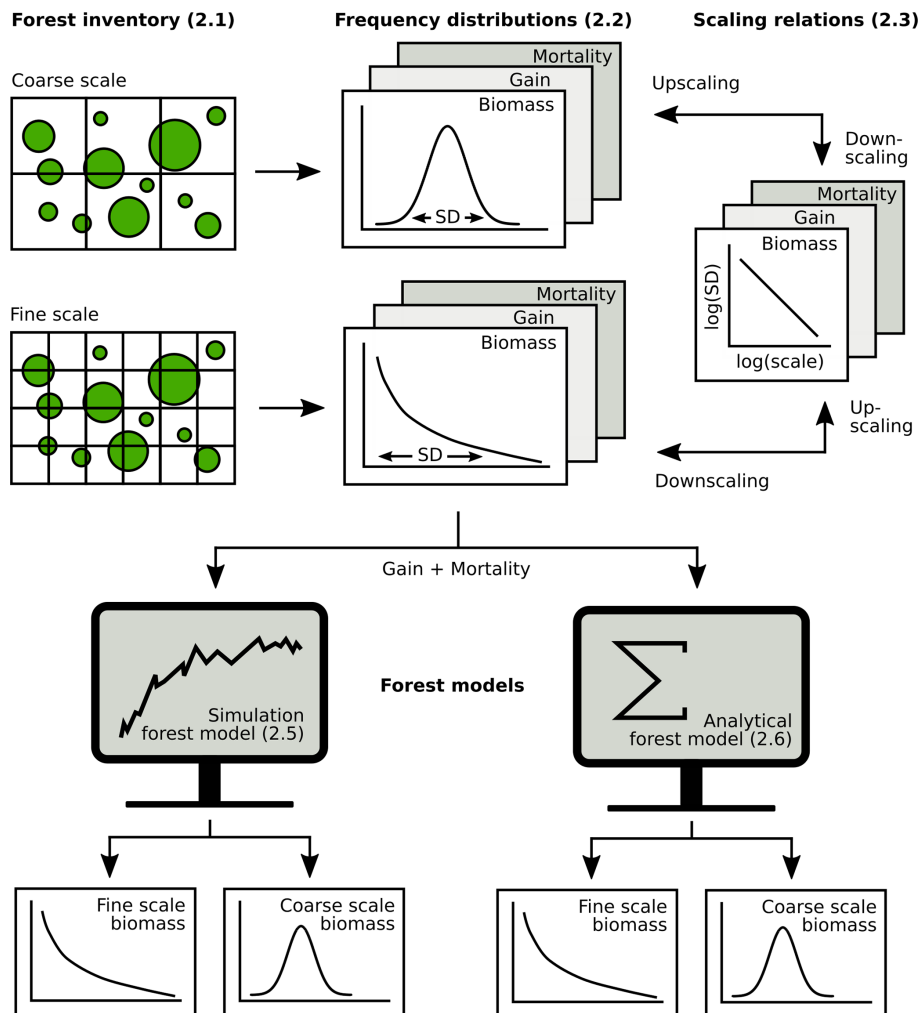 Forest inventory (2.1)
Frequency distributions (2.2)
Scaling relations (2.3)
Coarse scale
Mortality
Gain
Biomass
SD
Upscaling
Down-
scaling
Mortality
Gain
Biomass
log(SD)
log(scale)
Fine scale
Mortality
Gain
Biomass
SD
Up-
scaling
Downscaling
Gain + Mortality
Forest models
Simulation
forest model (2.5)
Analytical
forest model (2.6)
Fine scale
biomass
Coarse scale
biomass
Fine scale
biomass
Coarse scale
biomass